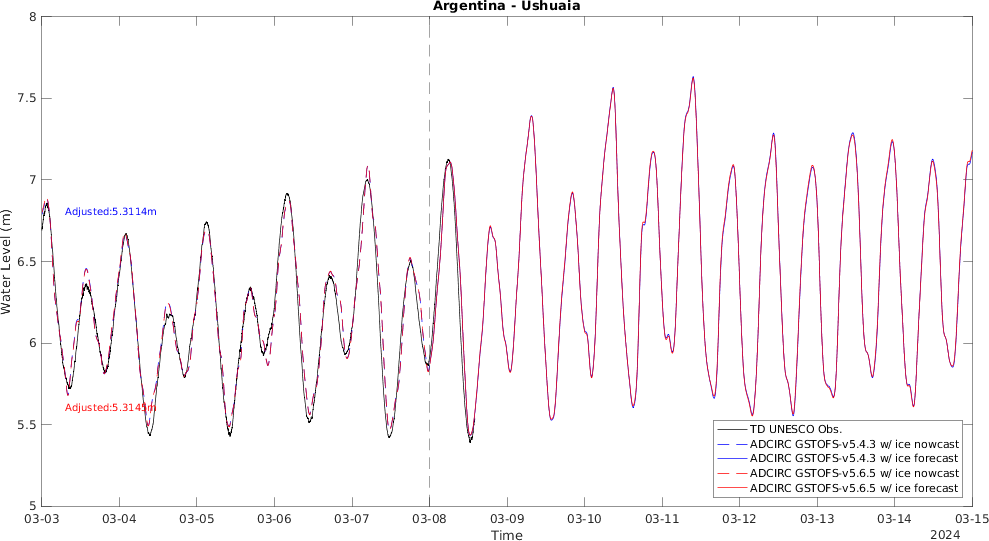 Argentina - Ushuaia
8
7.5
7
6.5
6
5.5
5
Water Level (m)
Adjusted:5.3114m
Adjusted:5.3145m
TD UNESCO Obs.
ADCIRC GSTOFS-v5.4.3 w/ ice nowcast
ADCIRC GSTOFS-v5.4.3 w/ ice forecast
ADCIRC GSTOFS-v5.6.5 w/ ice nowcast
ADCIRC GSTOFS-v5.6.5 w/ ice forecast
03-03 03-04 03-05 03-06 03-07 03-08 03-09 03-10 03-11 03-12 03-13 03-14 03-15
Time
2024